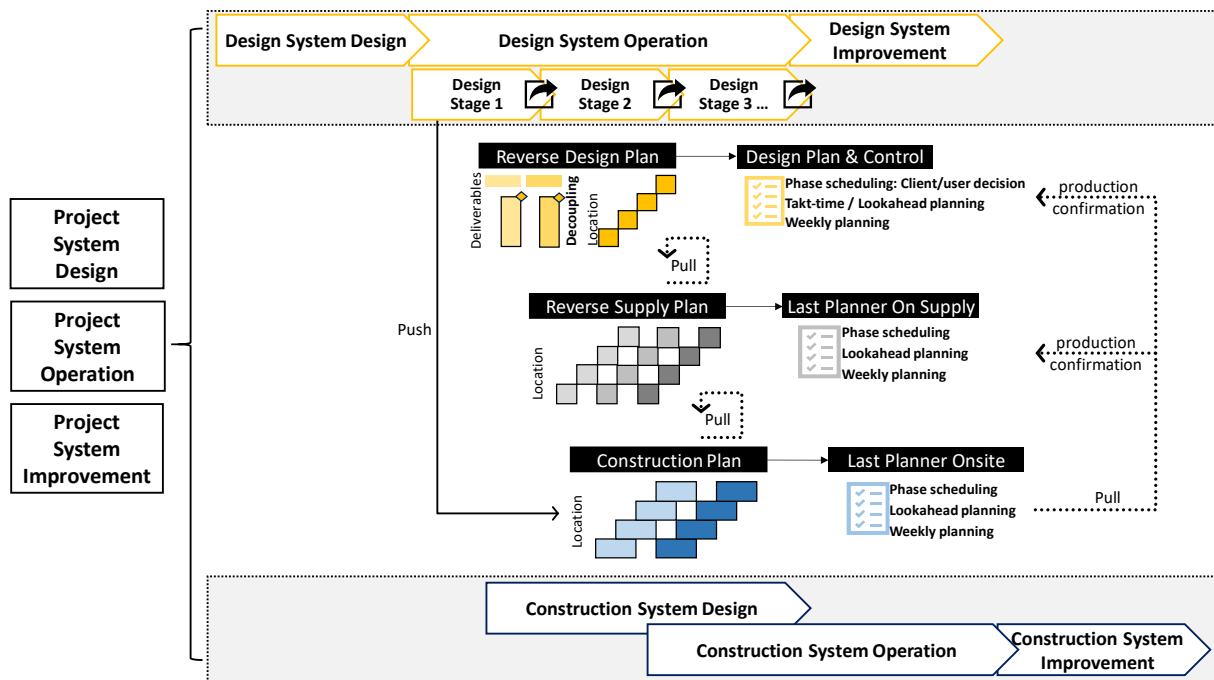 Design System Design
Design System Operation
Design System
Improvement
Design
Stage 1
Design
Stage 2
Design
Stage 3 ...
Reverse Design Plan
Design Plan & Control
Deliverables
Decoupling
Location
Phase scheduling: Client/user decision
Takt-time / Lookahead planning
Weekly planning
production
confirmation
Project
System
Design
Pull
Project
System
Operation
Push
Reverse Supply Plan
Last Planner On Supply
Location
Phase scheduling
Lookahead planning
Weekly planning
production
confirmation
Pull
Project
System
Improvement
Construction Plan
Last Planner Onsite
Location
Phase scheduling
Lookahead planning
Weekly planning
Pull
Construction System Design
Construction System Operation
Construction System
Improvement